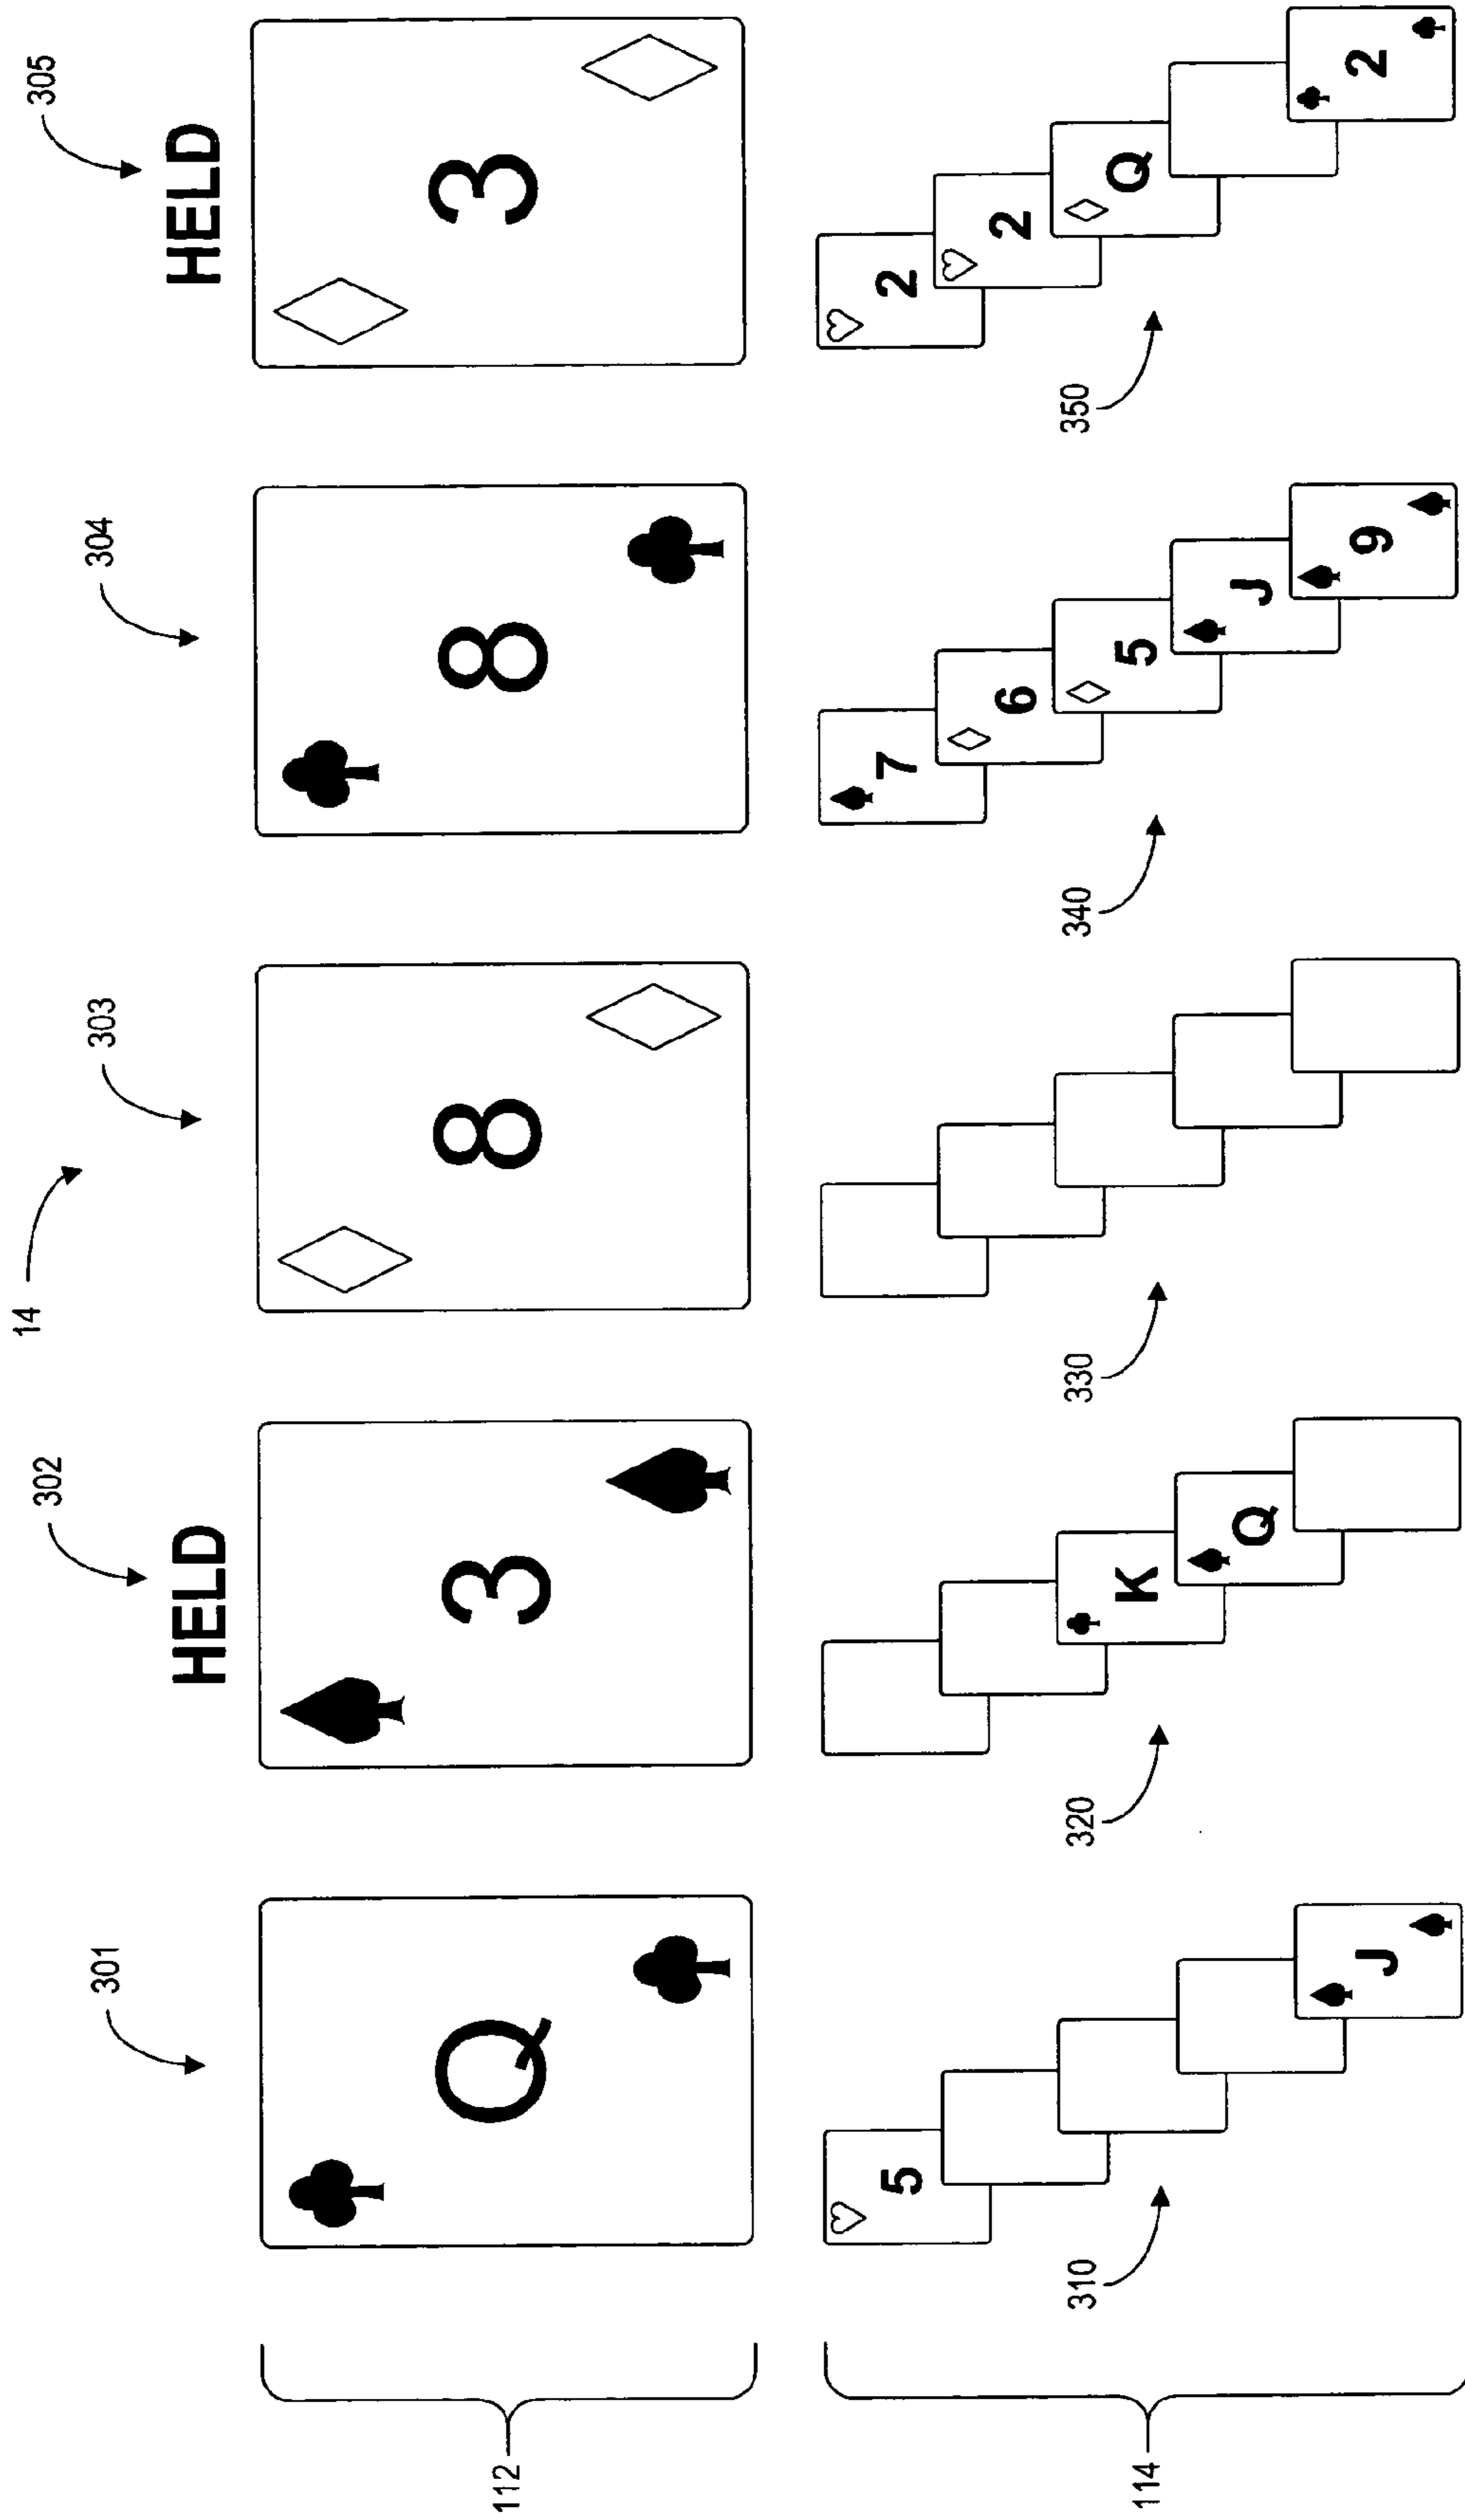 14
301 302 303 304 305
HELD HELD
112 Q 3 8 8 3
5 7 2
6 2
310 320 330 340 350
114 K 5 Q
Q J
J 9 2